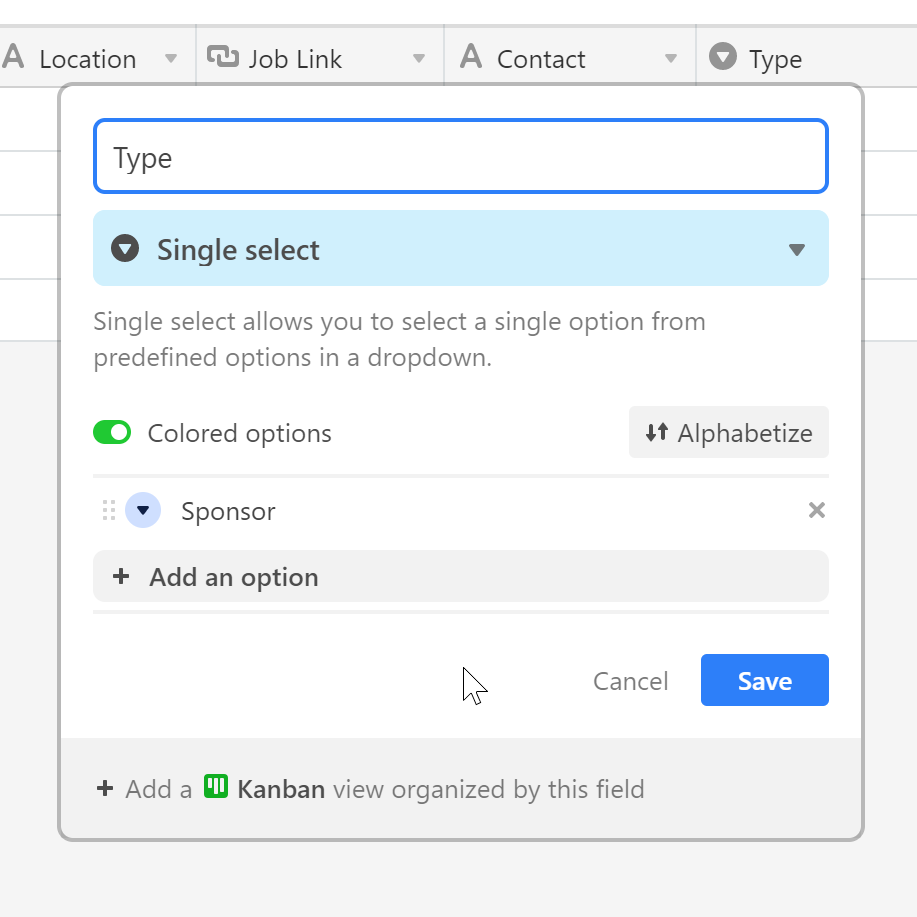 A Location Job Link A Contact Type
Type
Single select
Single select allows you to select a single option from
predefined options in a dropdown.
Colored options Alphabetize
Sponsor
+ Add an option
Cancel Save
+ Add a Kanban view organized by this field